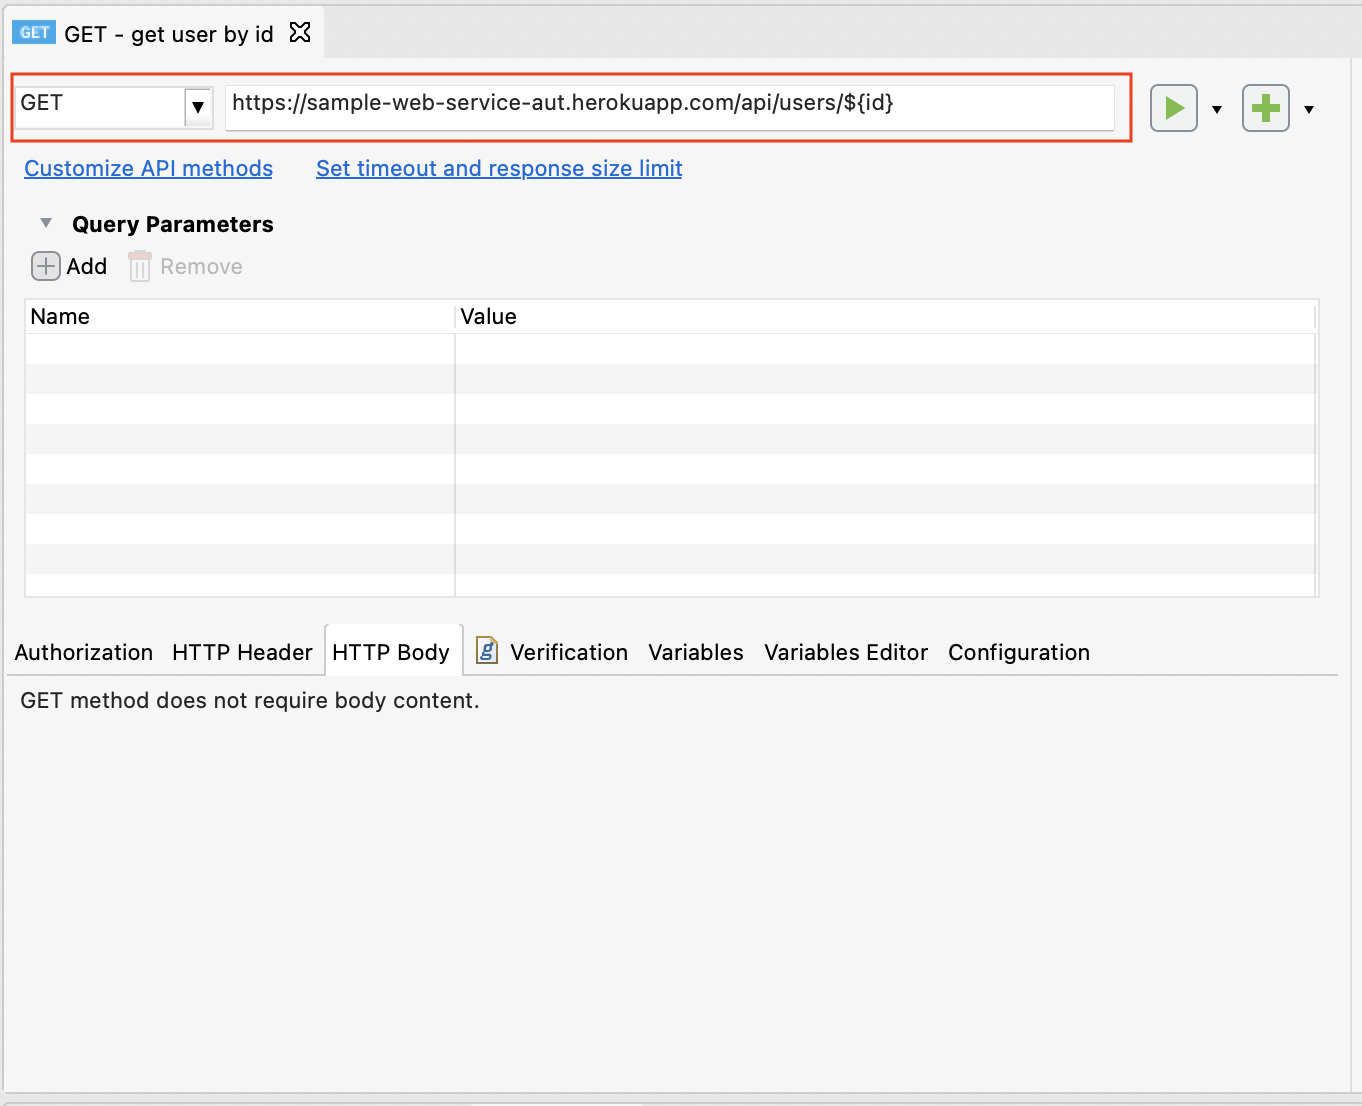 GET GET - get user by id
GET https://sample-web-service-aut.herokuapp.com/api/users/${id}
Customize API methods Set timeout and response size limit
Query Parameters
Add Remove
Name Value
Authorization HTTP Header HTTP Body Verification Variables Variables Editor Configuration
GET method does not require body content.